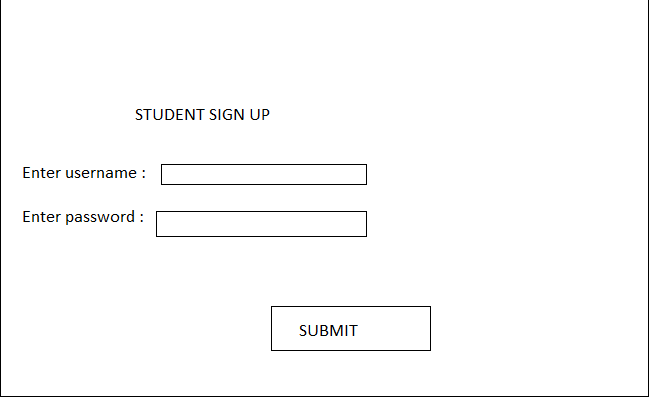 STUDENT SIGN UP
Enter username :
Enter password :
SUBMIT